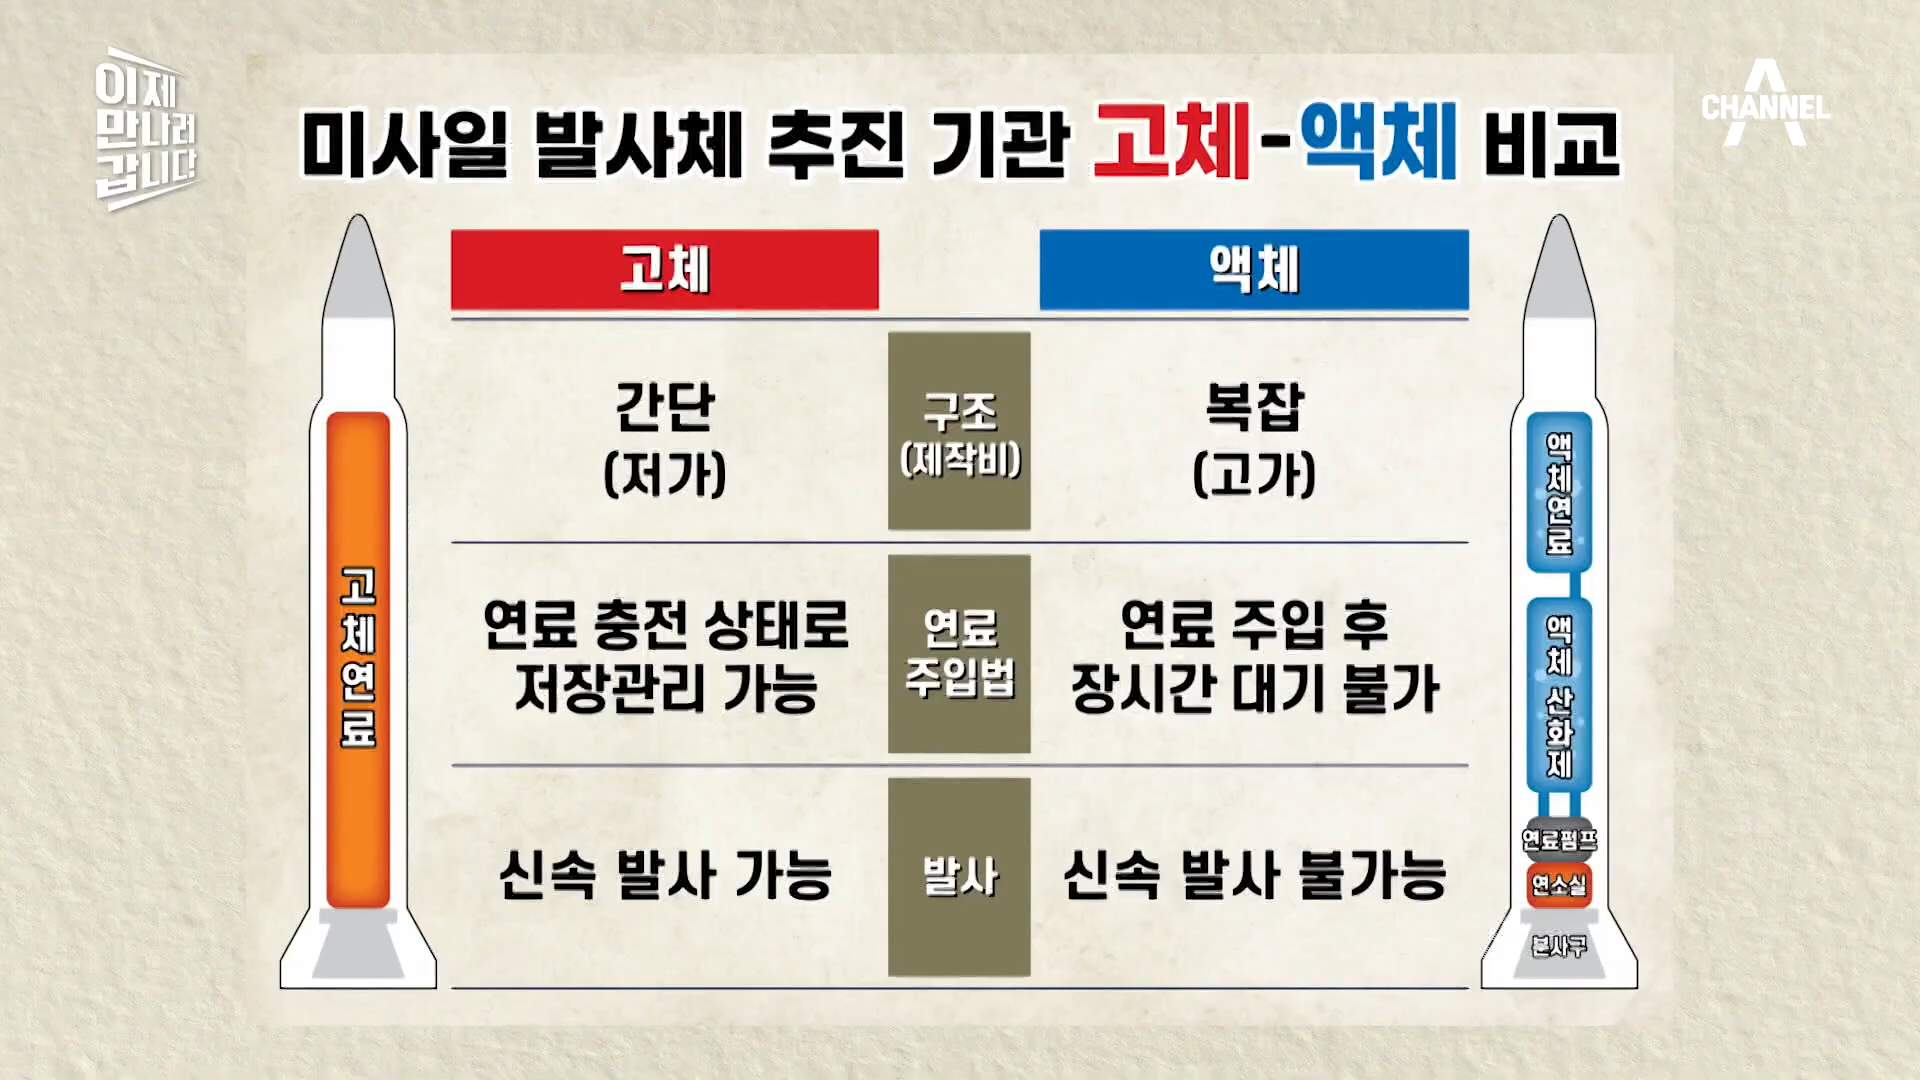 이제
만나러
갑니다
CHANNEL A
미사일 발사체 추진 기관 고체-액체 비교
고체
액체
간단
(저가)
구조
(제작비)
복잡
(고가)
연료 충전 상태로
저장관리 가능
연료
주입법
연료 주입 후
장시간 대기 불가
신속 발사 가능
발사
신속 발사 불가능
고체연료
액체연료
액체 산화제
연료펌프
연소실
분사구